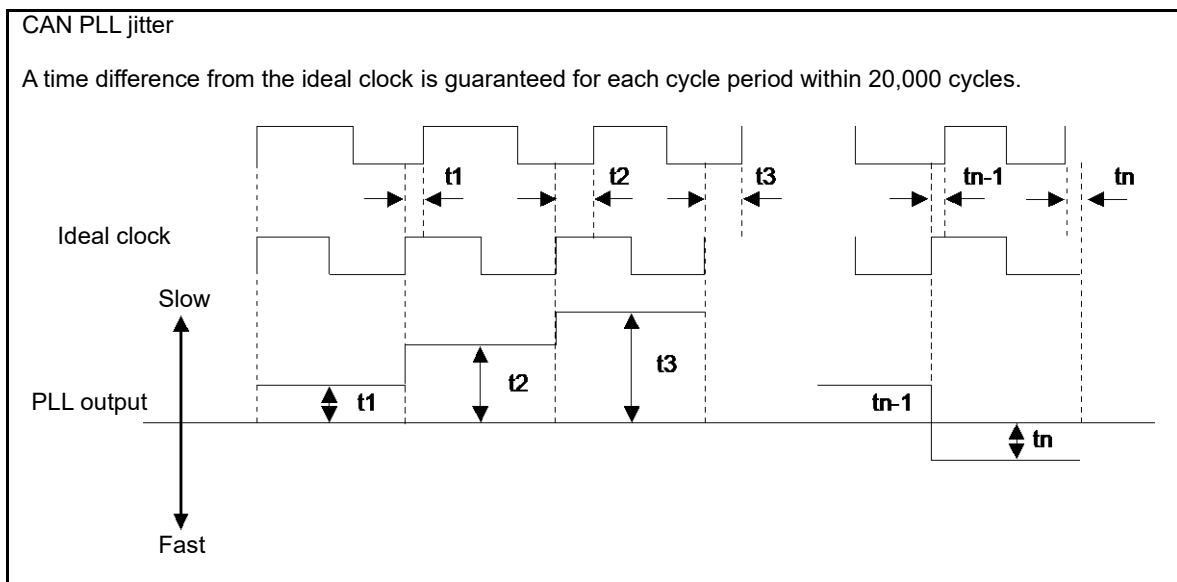 CAN PLL jitter
A time difference from the ideal clock is guaranteed for each cycle period within 20,000 cycles.
t1
t2
t3
tn-1
tn
Ideal clock
Slow
t1
t2
t3
PLL output
tn-1
tn
Fast